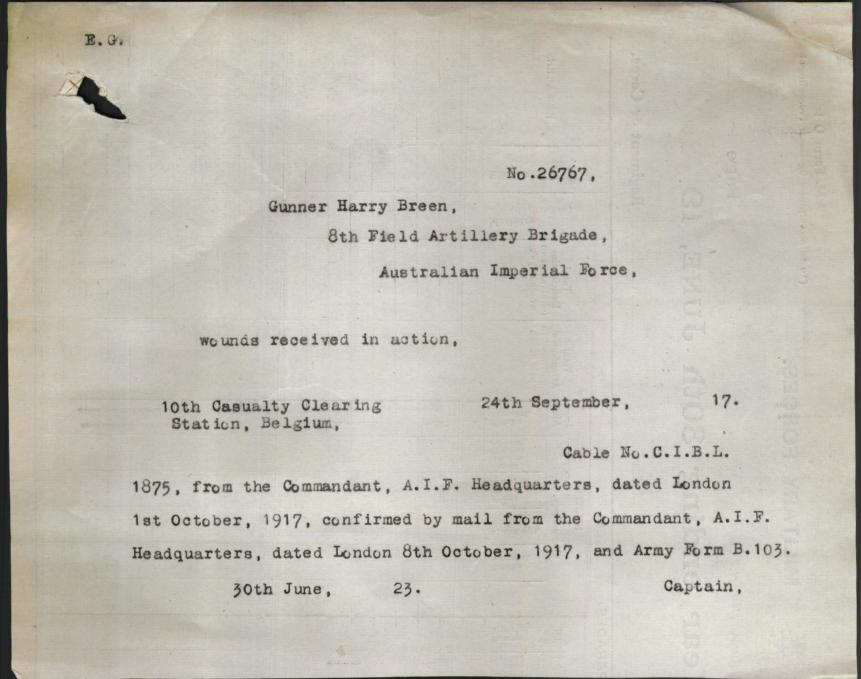 E.G.
No.26767,
Gunner Harry Breen,
8th Field Artillery Brigade,
Australian Imperial Force,
wounds received in action,
10th Casualty Clearing 24th September, 17.
Station, Belgium,
Cable No.C.I.B.L.
1875, from the Commandant, A.I.F. Headquarters, dated London
1st October, 1917, confirmed by mail from the Commandant, A.I.F.
Headquarters, dated London 8th October, 1917, and Army Form B.103.
30th June, 23. Captain,